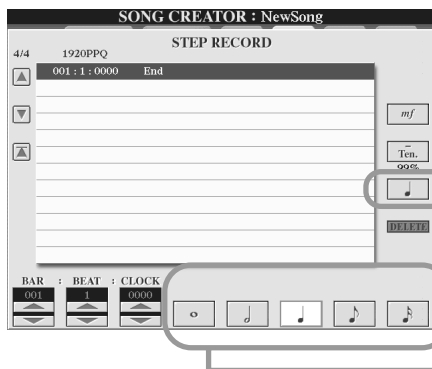 SONG CREATOR : NewSong
STEP RECORD
4/4 1920PPQ
001 : 1 : 0000 End
mf
Ten.
99%
DELETE
BAR : BEAT : CLOCK
001 1 0000